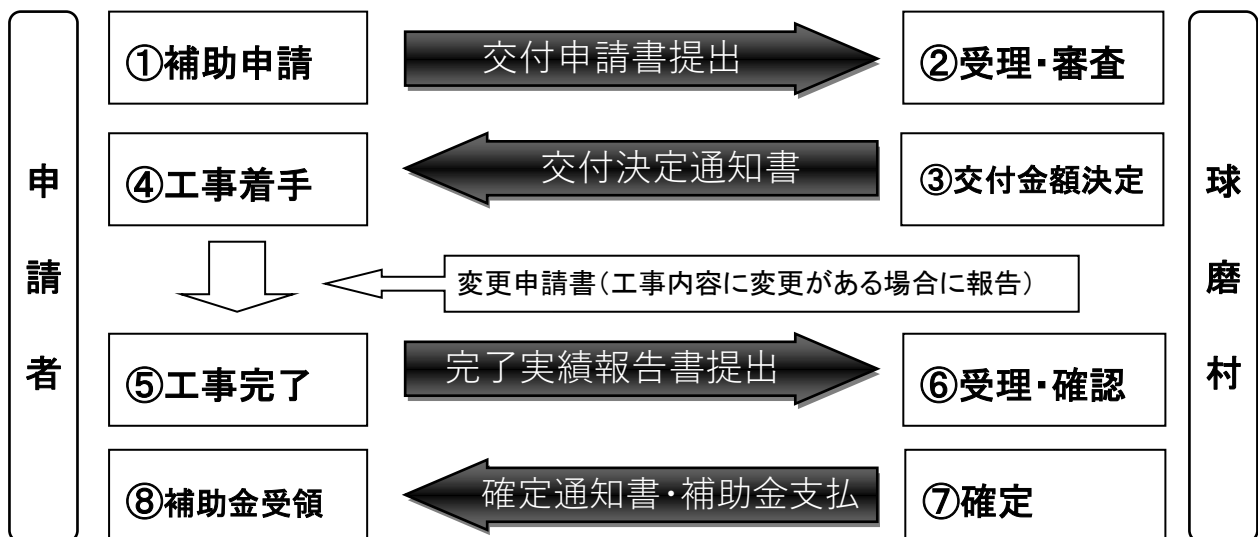 申請者
①補助申請
交付申請書提出
②受理・審査
④工事着手
交付決定通知書
③交付金額決定
変更申請書(工事内容に変更がある場合に報告)
⑤工事完了
完了実績報告書提出
⑥受理・確認
⑧補助金受領
確定通知書・補助金支払
⑦確定
球磨村